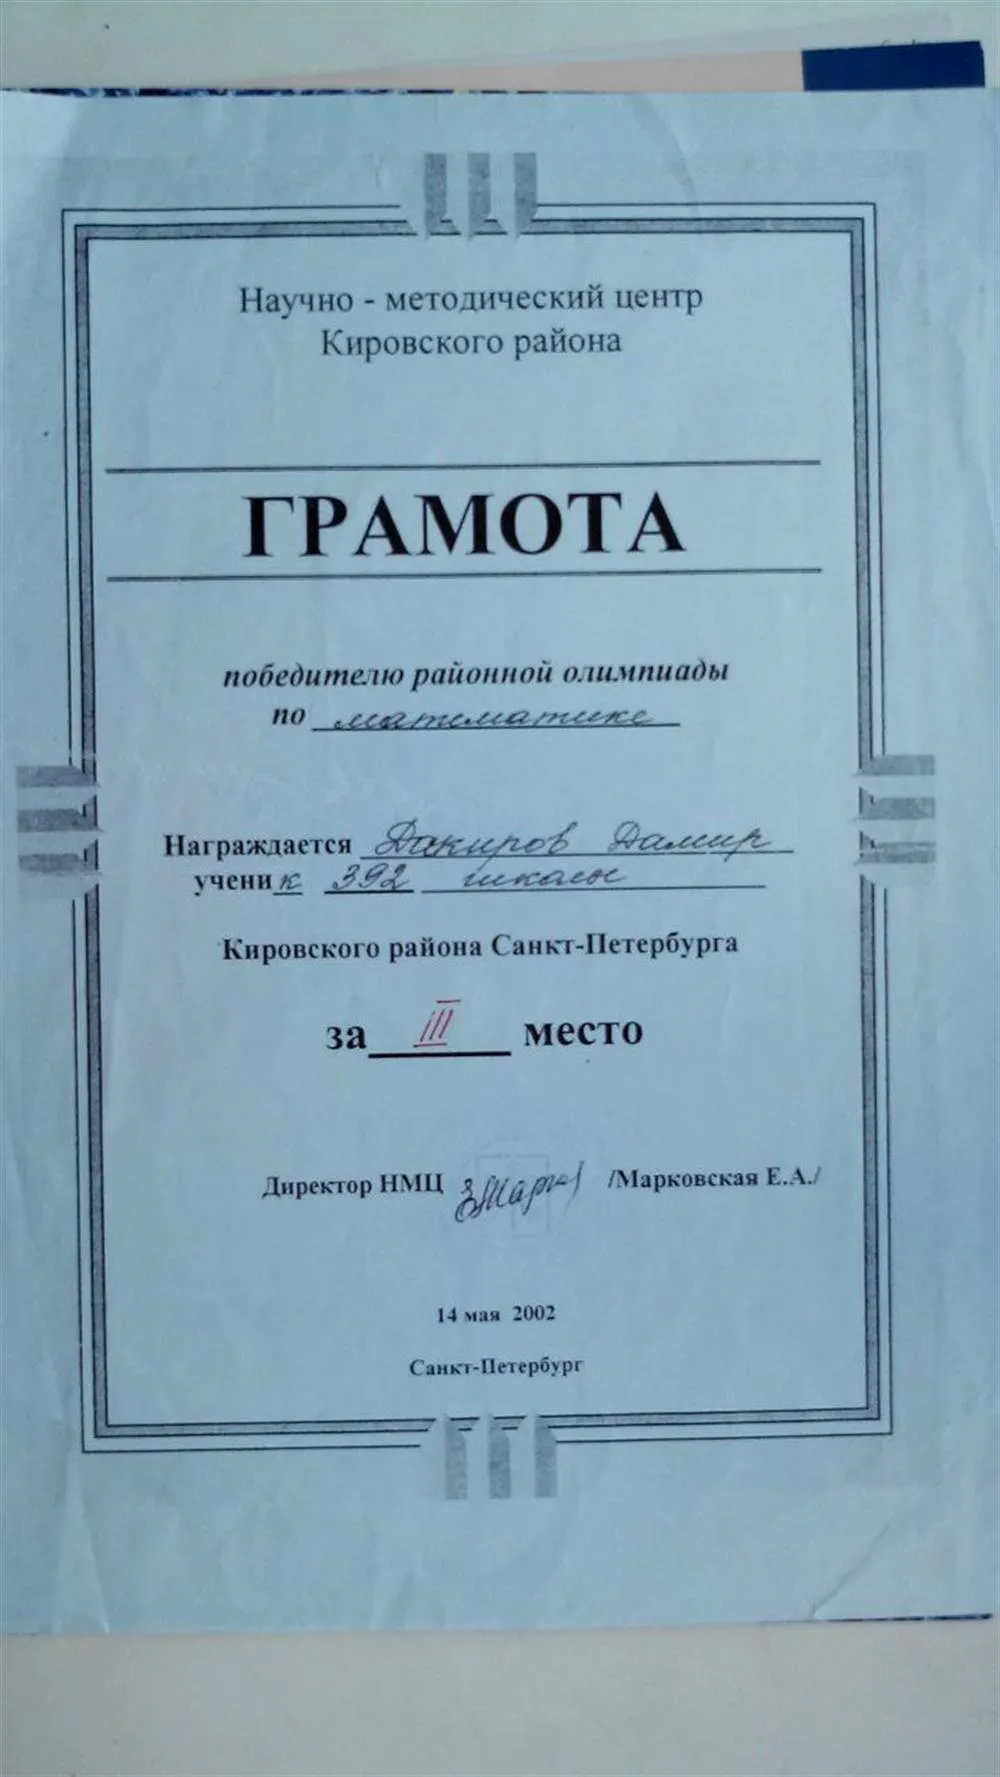 Научно - методический центр
Кировского района
ГРАМОТА
победителю районной олимпиады
по математике
Награждается Дакиров Дамир
ученик 392 школы
Кировского района Санкт-Петербурга
за III место
Директор НМЦ /Марковская Е.А./
14 мая 2002
Санкт-Петербург